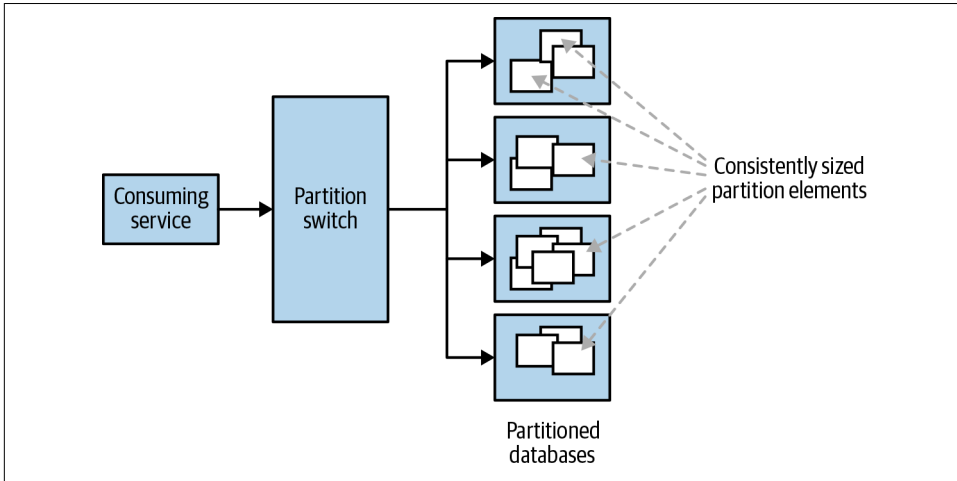 Consuming
service
Partition
switch
Consistently sized
partition elements
Partitioned
databases